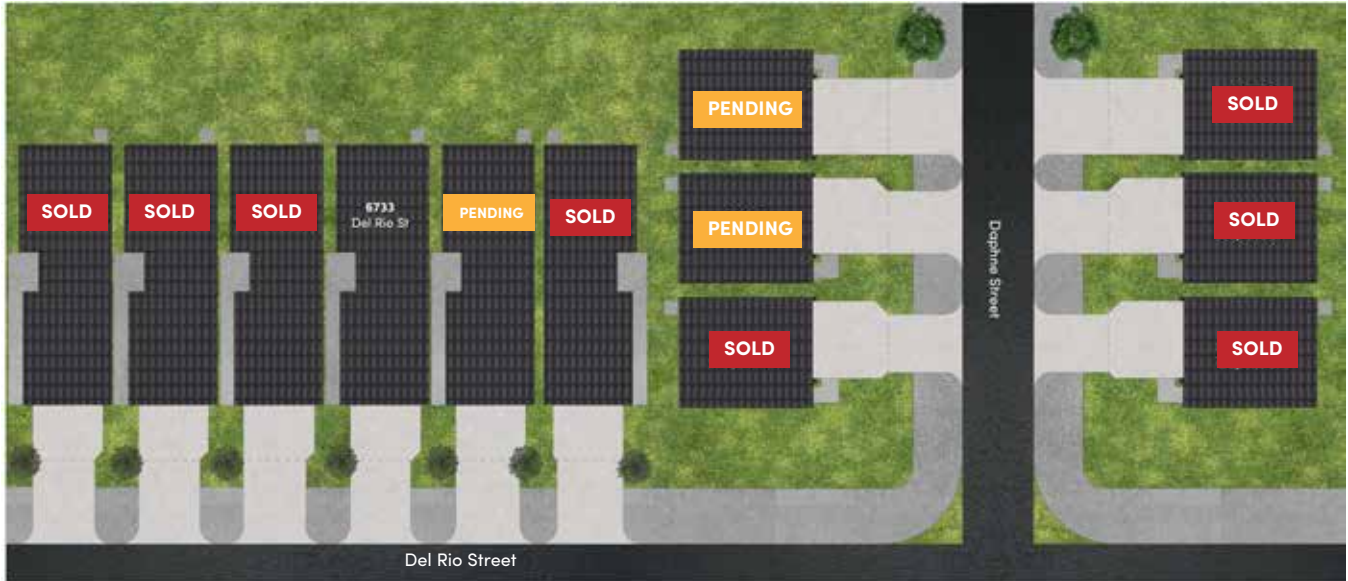 PENDING
SOLD
SOLD
SOLD
SOLD
6733
Del Rio St
PENDING
SOLD
PENDING
SOLD
Daphne Street
SOLD
SOLD
Del Rio Street